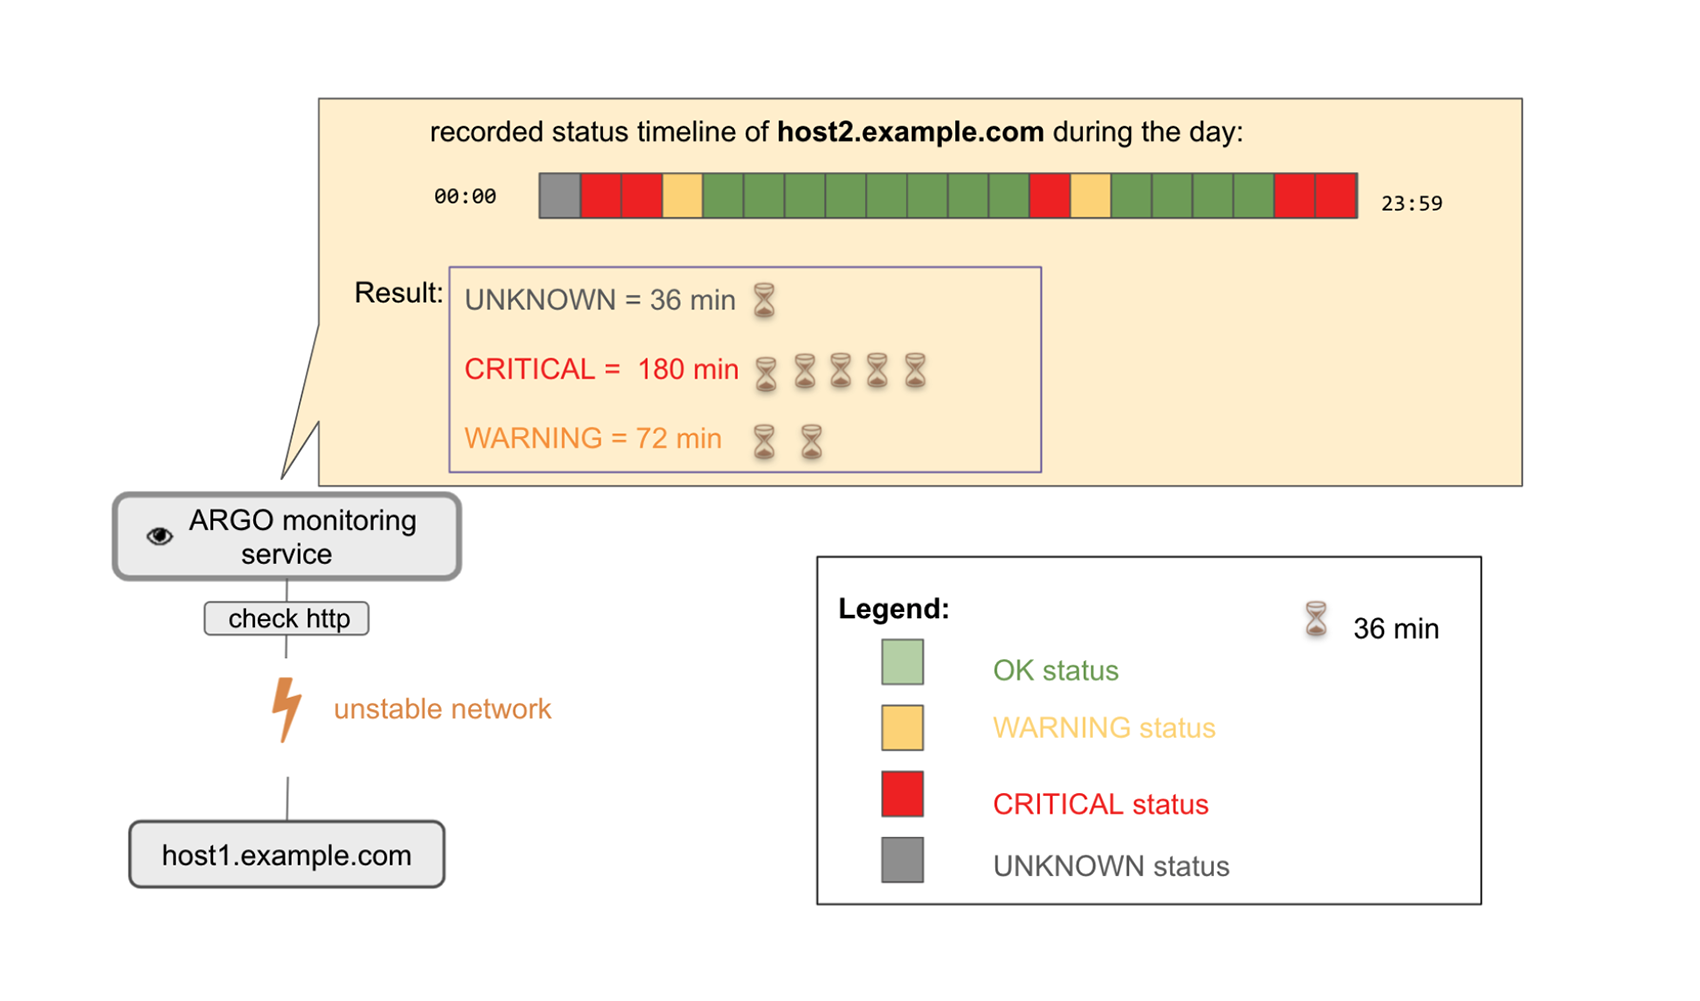 recorded status timeline of host2.example.com during the day:
00:00
23:59
Result:
UNKNOWN = 36 min
CRITICAL = 180 min
WARNING = 72 min
ARGO monitoring
service
check http
unstable network
host1.example.com
Legend:
36 min
OK status
WARNING status
CRITICAL status
UNKNOWN status